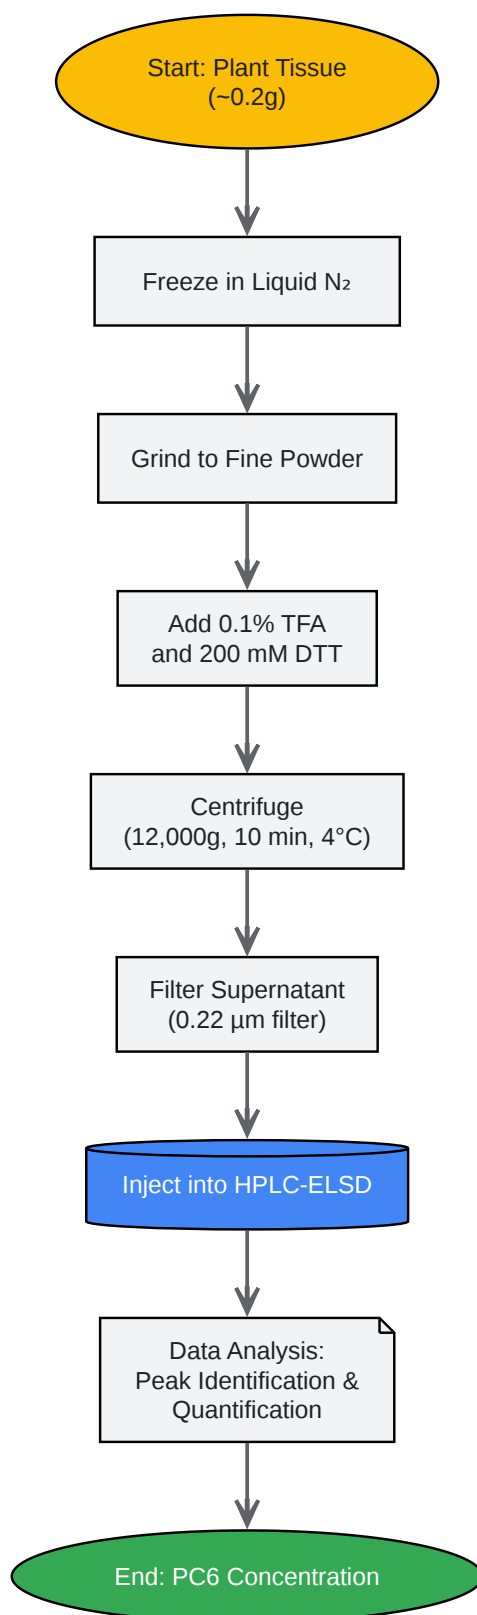 Start: Plant Tissue
(~0.2g)
Freeze in Liquid N₂
Grind to Fine Powder
Add 0.1% TFA
and 200 mM DTT
Centrifuge
(12,000g, 10 min, 4°C)
Filter Supernatant
(0.22 µm filter)
Inject into HPLC-ELSD
Data Analysis:
Peak Identification &
Quantification
End: PC6 Concentration